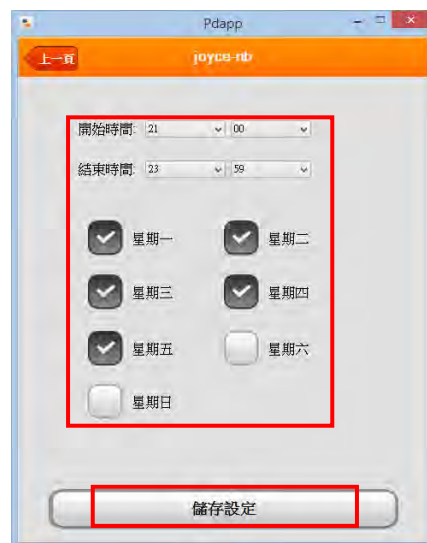 Pdapp
上一頁
joyce-nb
開始時間: 21 00
結束時間: 23 59
星期一 星期二
星期三 星期四
星期五 星期六
星期日
儲存設定